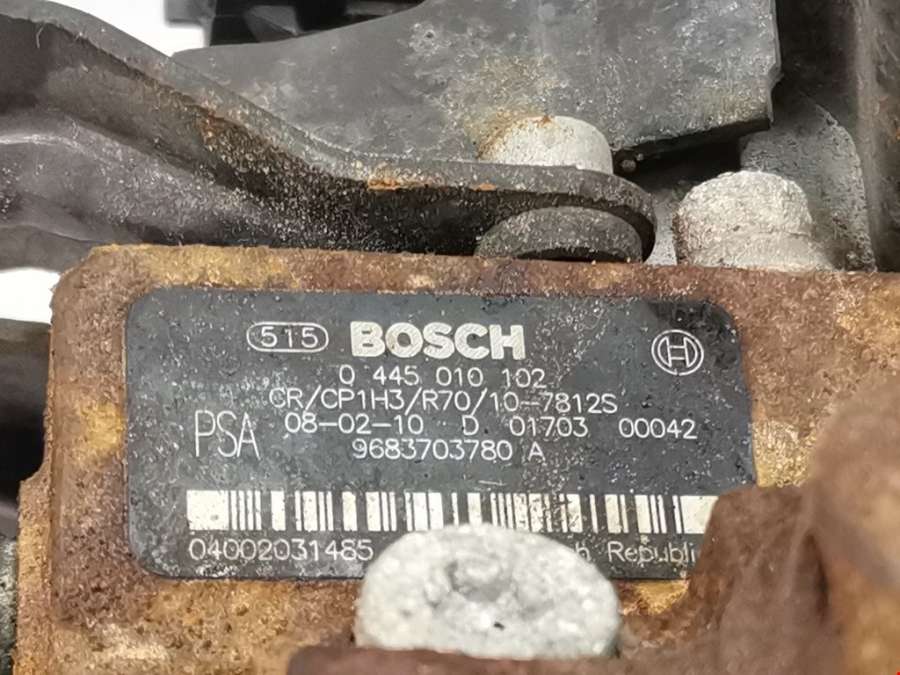 515 BOSCH
0 445 010 102
CR/CP1H3/R70/10-7812S
PSA 08-02-10 D 01703 00042
9683703780 A
04002031485